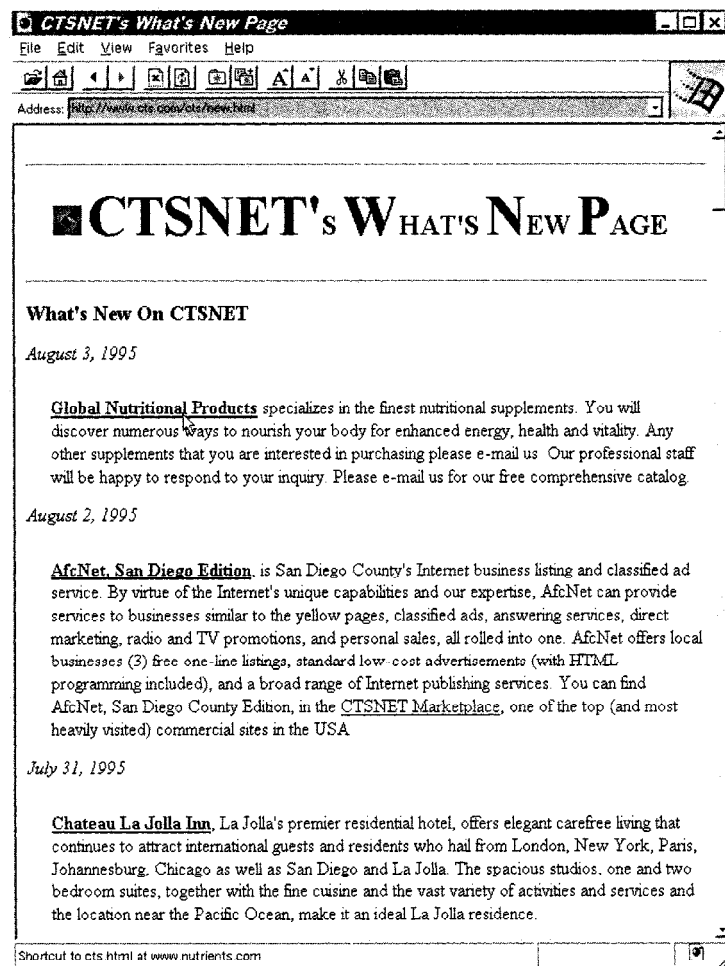 CTSNET's What's New Page
File Edit View Favorites Help
Address: http://www.cts.com/cts/new.html
CTSNET's What's New Page
What's New On CTSNET
August 3, 1995
Global Nutritional Products specializes in the finest nutritional supplements. You will
discover numerous ways to nourish your body for enhanced energy, health and vitality. Any
other supplements that you are interested in purchasing please e-mail us Our professional staff
will be happy to respond to your inquiry. Please e-mail us for our free comprehensive catalog.
August 2, 1995
AfcNet, San Diego Edition, is San Diego County's Internet business listing and classified ad
service. By virtue of the Internet's unique capabilities and our expertise, AfcNet can provide
services to businesses similar to the yellow pages, classified ads, answering services, direct
marketing, radio and TV promotions, and personal sales, all rolled into one. AfcNet offers local
businesses (3) free one-line listings, standard low-cost advertisements (with HTML
programming included), and a broad range of Internet publishing services. You can find
AfcNet, San Diego County Edition, in the CTSNET Marketplace, one of the top (and most
heavily visited) commercial sites in the USA
July 31, 1995
Chateau La Jolla Inn, La Jolla's premier residential hotel, offers elegant carefree living that
continues to attract international guests and residents who hail from London, New York, Paris,
Johannesburg, Chicago as well as San Diego and La Jolla. The spacious studios, one and two
bedroom suites, together with the fine cuisine and the vast variety of activities and services and
the location near the Pacific Ocean, make it an ideal La Jolla residence.
Shortcut to cts.html at www.nutrients.com